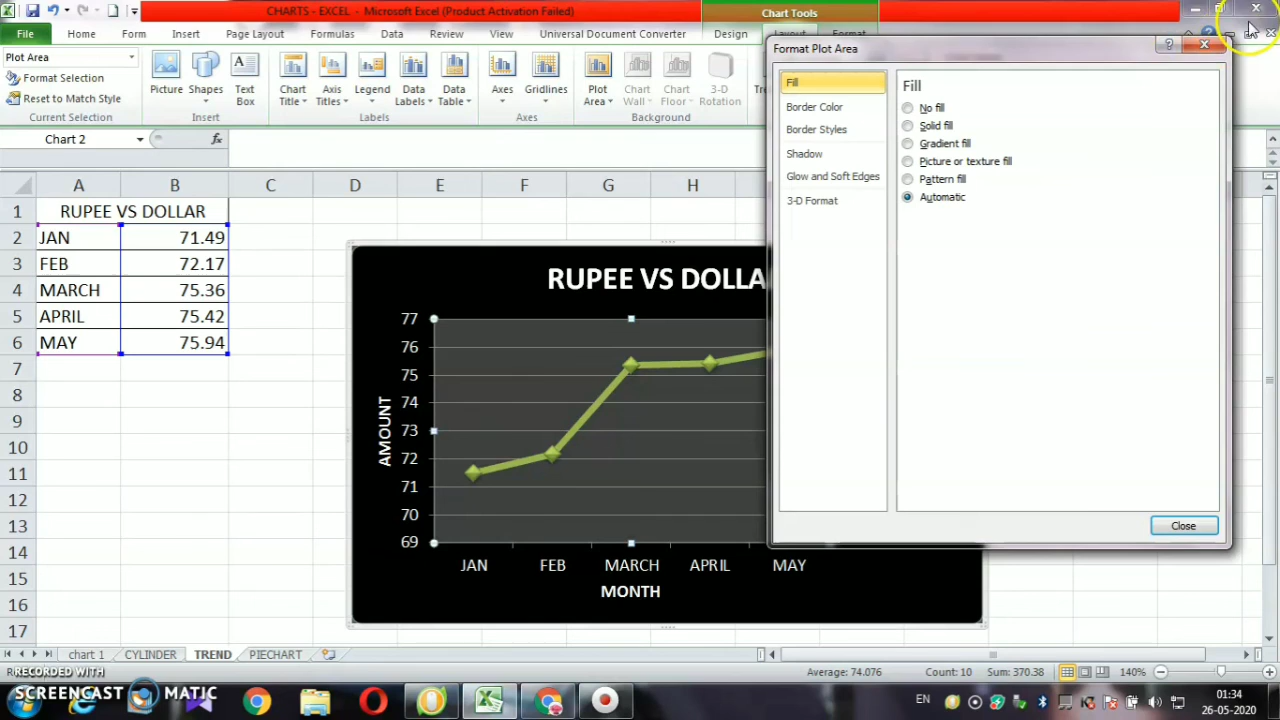 CHARTS - EXCEL - Microsoft Excel (Product Activation Failed)
Chart Tools
File Home Form Insert Page Layout Formulas Data Review View Universal Document Converter Design Layout Format
Plot Area
Format Selection
Reset to Match Style
Current Selection
Picture Shapes Text Box
Insert
Chart Title Axis Titles Legend Data Labels Data Table
Labels
Axes Gridlines
Axes
Plot Area Chart Wall Chart Floor 3-D Rotation
Background
Chart 2
fx
A B C D E F G H
1 RUPEE VS DOLLAR
2 JAN 71.49
3 FEB 72.17
4 MARCH 75.36
5 APRIL 75.42
6 MAY 75.94
7
8
9
10
11
12
13
14
15
16
17
RUPEE VS DOLLA
77
76
75
74
73
72
71
70
69
AMOUNT
JAN FEB MARCH APRIL MAY
MONTH
Format Plot Area
Fill
Border Color
Border Styles
Shadow
Glow and Soft Edges
3-D Format
Fill
No fill
Solid fill
Gradient fill
Picture or texture fill
Pattern fill
Automatic
Close
chart 1 CYLINDER TREND PIECHART
Average: 74.076 Count: 10 Sum: 370.38 140%
RECORDED WITH
SCREENCAST MATIC
EN
01:34
26-05-2020